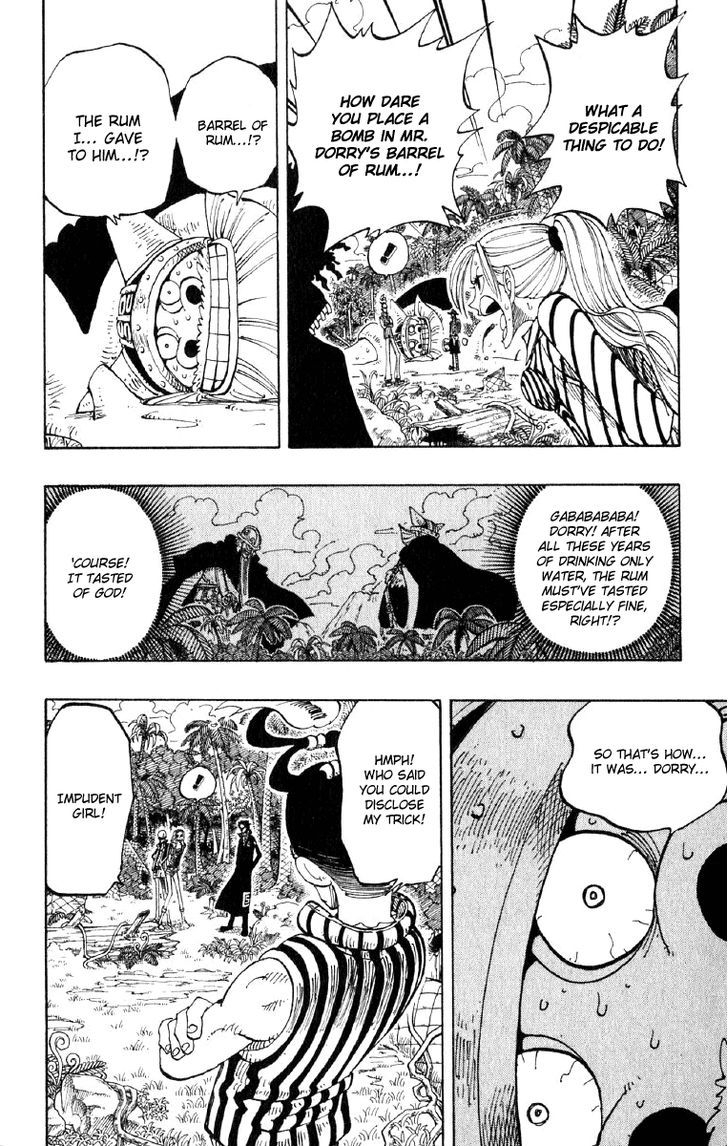 WHAT A
DESPICABLE
THING TO DO!
HOW DARE
YOU PLACE A
BOMB IN MR.
DORRY'S BARREL
OF RUM...!
!
BARREL OF
RUM...!?
THE RUM
I... GAVE
TO HIM...!?
GABABABABA!
DORRY! AFTER
ALL THESE YEARS
OF DRINKING ONLY
WATER, THE RUM
MUST'VE TASTED
ESPECIALLY FINE,
RIGHT!?
'COURSE!
IT TASTED
OF GOD!
SO THAT'S HOW...
IT WAS... DORRY...
HMPH!
WHO SAID
YOU COULD
DISCLOSE
MY TRICK!
!
IMPUDENT
GIRL!